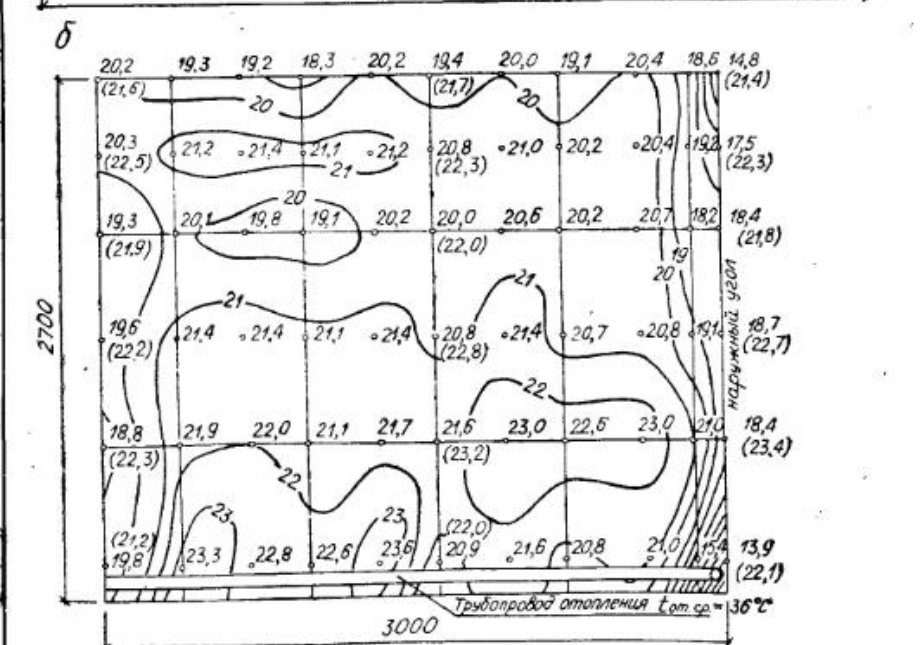 б
20,2 19,3 19,2 18,3 20,2 19,4 20,0 19,1 20,4 18,6 14,8
(21,6) (21,7) (21,4)
20 20 20
20,3 21,2 21,4 21,1 21,2 20,8 21,0 20,2 20,4 19,2 17,5
(22,5) (22,3) (22,3)
21
20
19,3 20,1 19,8 19,1 20,2 20,0 20,6 20,2 20,7 18,2 18,4
(21,9) (22,0) (21,8)
19
20
21 21
19,6 21,4 21,4 21,1 21,4 20,8 21,4 20,7 20,8 19,1 18,7
(22,2) (22,8) (22,7)
наружный угол
2700
22
18,8 21,9 22,0 21,1 21,7 21,6 23,0 22,6 23,0 21,0 18,4
(22,3) (23,2) (23,4)
22
23 23
(21,2) (22,0)
19,8 23,3 22,8 22,6 23,6 20,9 21,6 20,8 21,0 15,4 13,9
(22,1)
Трубопровод отопления tот.ср.= 36°С
3000